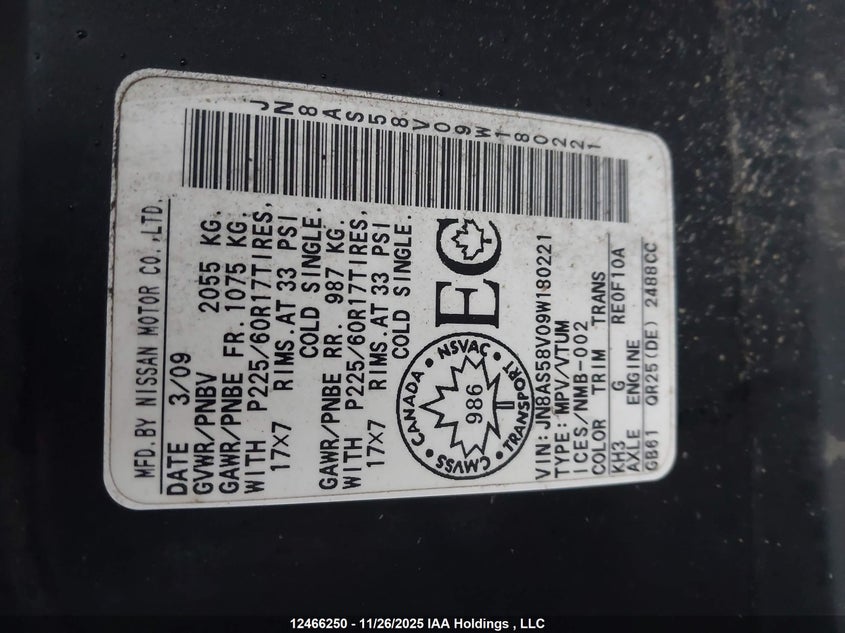 JN8AS58V09W180221
MFD.BY NISSAN MOTOR CO.,LTD.
DATE 3/09
GVWR/PNBV 2055 KG.
GAWR/PNBE FR. 1075 KG.
WITH P225/60R17TIRES,
17X7 RIMS.AT 33 PSI
COLD SINGLE.
GAWR/PNBE RR. 987 KG.
WITH P225/60R17TIRES,
17X7 RIMS.AT 33 PSI
COLD SINGLE.
CANADA • NSVAC • TRANSPORT • CMVSS •
986
EC
VIN:JN8AS58V09W180221
TYPE:MPV/VTUM
ICES/NMB-002
COLOR TRIM TRANS
KH3 G RE0F10A
AXLE ENGINE
GB61 QR25(DE) 2488CC
12466250 - 11/26/2025 IAA Holdings , LLC